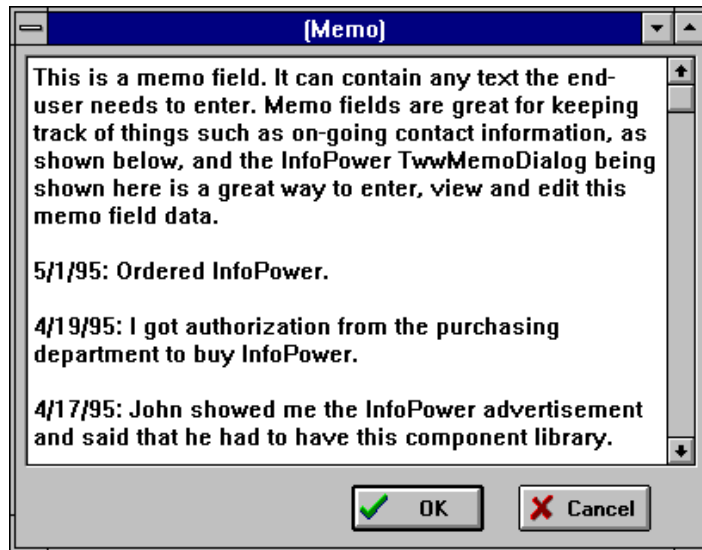 (Memo)
This is a memo field. It can contain any text the end-
user needs to enter. Memo fields are great for keeping
track of things such as on-going contact information, as
shown below, and the InfoPower TwwMemoDialog being
shown here is a great way to enter, view and edit this
memo field data.
5/1/95: Ordered InfoPower.
4/19/95: I got authorization from the purchasing
department to buy InfoPower.
4/17/95: John showed me the InfoPower advertisement
and said that he had to have this component library.
OK
Cancel